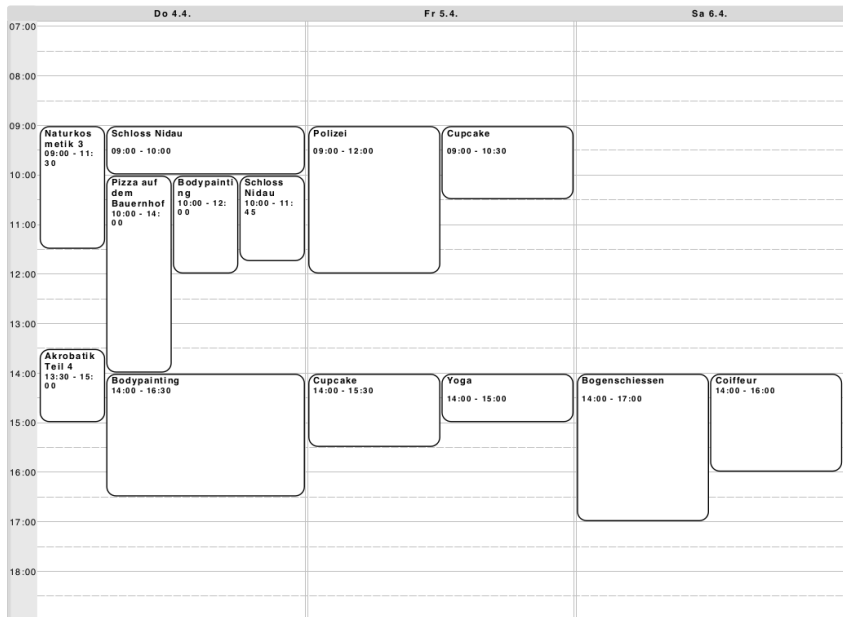 Do 4.4.
Fr 5.4.
Sa 6.4.
07:00
08:00
09:00
10:00
11:00
12:00
13:00
14:00
15:00
16:00
17:00
18:00
Naturkos
metik 3
09:00 - 11:
30
Schloss Nidau
09:00 - 10:00
Pizza auf
dem
Bauernhof
10:00 - 14:
00
Bodypainti
ng
10:00 - 12:
00
Schloss
Nidau
10:00 - 11:
45
Akrobatik
Teil 4
13:30 - 15:
00
Bodypainting
14:00 - 16:30
Polizei
09:00 - 12:00
Cupcake
09:00 - 10:30
Cupcake
14:00 - 15:30
Yoga
14:00 - 15:00
Bogenschiessen
14:00 - 17:00
Coiffeur
14:00 - 16:00